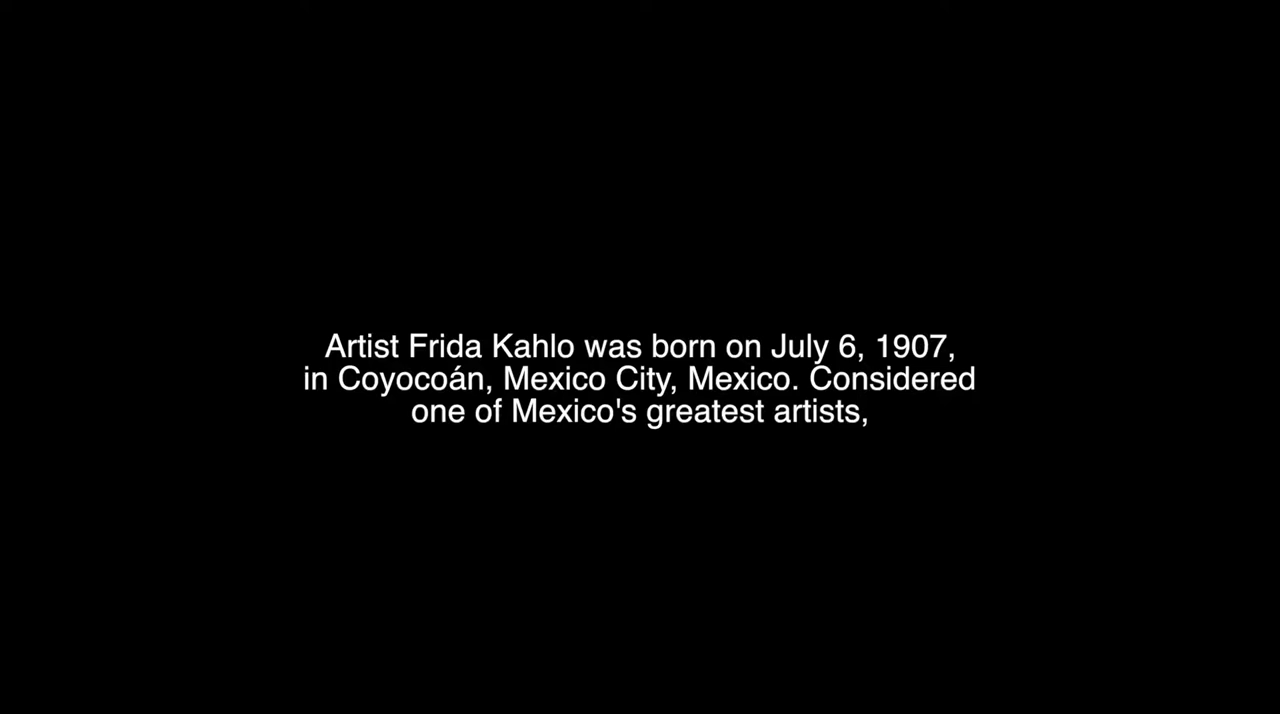 Artist Frida Kahlo was born on July 6, 1907,
in Coyocoán, Mexico City, Mexico. Considered
one of Mexico's greatest artists,